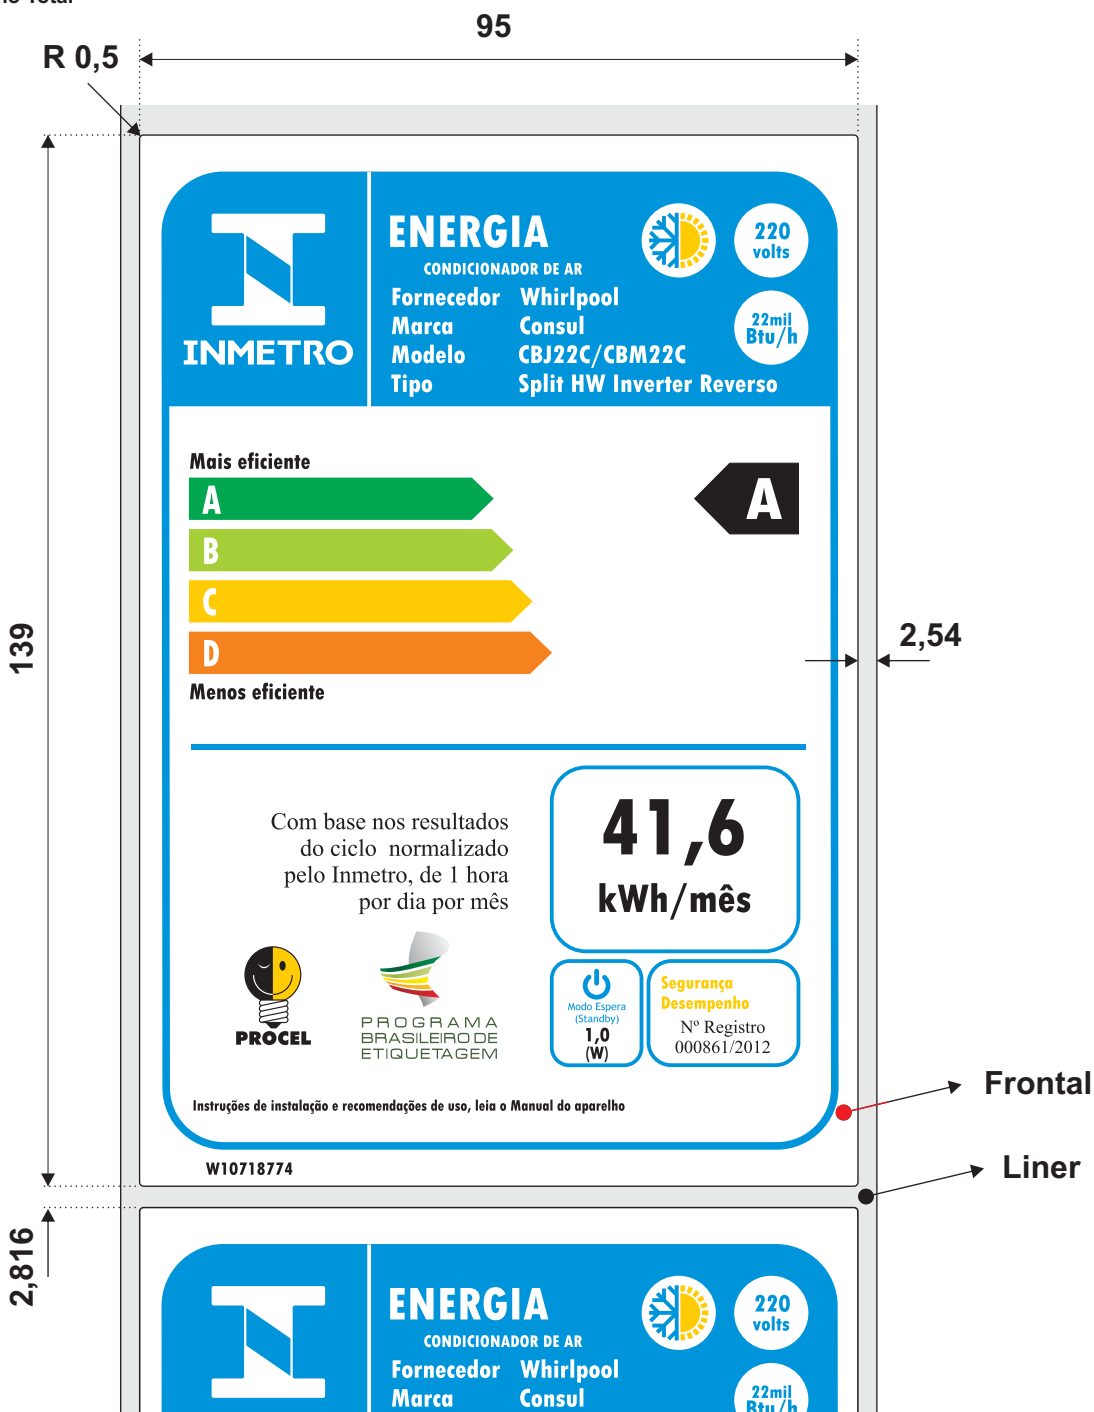 95
R 0,5
ENERGIA
220
volts
CONDICIONADOR DE AR
Fornecedor Whirlpool
Marca Consul
22mil
Btu/h
Modelo CBJ22C/CBM22C
Tipo Split HW Inverter Reverso
INMETRO
Mais eficiente
A
A
B
C
D
Menos eficiente
139
2,54
Com base nos resultados
do ciclo normalizado
pelo Inmetro, de 1 hora
por dia por mês
41,6
kWh/mês
PROCEL
PROGRAMA
BRASILEIRO DE
ETIQUETAGEM
Modo Espera
(Standby)
1,0
(W)
Segurança
Desempenho
Nº Registro
000861/2012
Frontal
Instruções de instalação e recomendações de uso, leia o Manual do aparelho
W10718774
Liner
2,816
ENERGIA
220
volts
CONDICIONADOR DE AR
Fornecedor Whirlpool
Marca Consul
22mil
Btu/h